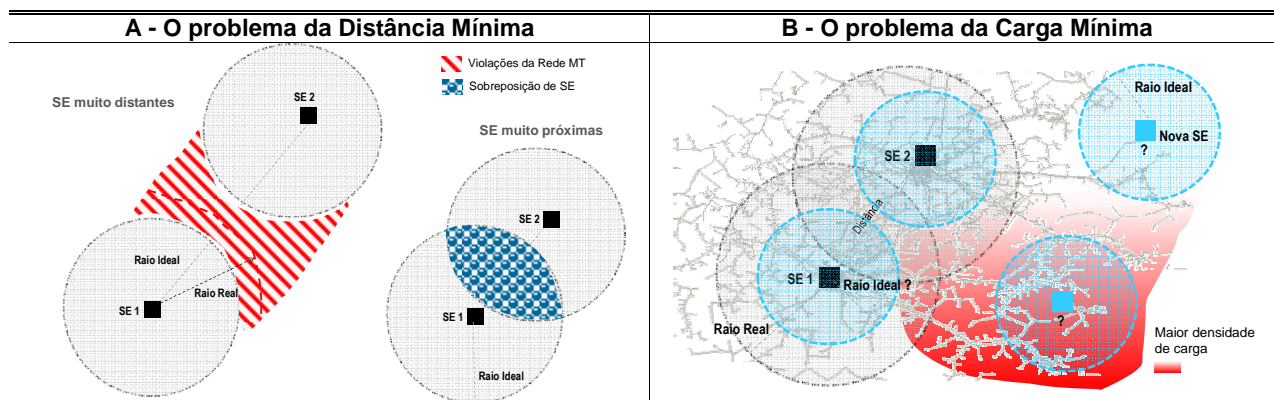 A - O problema da Distância Mínima
B - O problema da Carga Mínima
SE muito distantes
SE 2
Violações da Rede MT
Sobreposição de SE
SE muito próximas
Raio Ideal
Raio Real
SE 1
SE 2
SE 1
Raio Ideal
Raio Ideal
Nova SE
?
SE 2
Distância
SE 1
Raio Ideal ?
Raio Real
?
Maior densidade
de carga